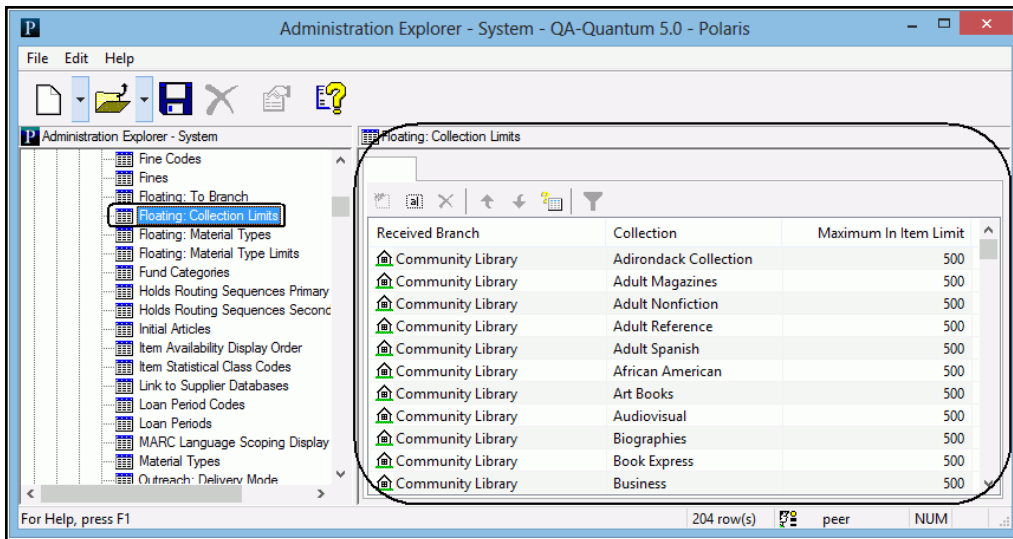 Administration Explorer - System - QA-Quantum 5.0 - Polaris
File Edit Help
Administration Explorer - System
Fine Codes
Fines
Floating: To Branch
Floating: Collection Limits
Floating: Material Types
Floating: Material Type Limits
Fund Categories
Holds Routing Sequences Primary
Holds Routing Sequences Second
Initial Articles
Item Availability Display Order
Item Statistical Class Codes
Link to Supplier Databases
Loan Period Codes
Loan Periods
MARC Language Scoping Display
Material Types
Outreach: Delivery Mode
Floating: Collection Limits
Received Branch Collection Maximum In Item Limit
Community Library Adirondack Collection 500
Community Library Adult Magazines 500
Community Library Adult Nonfiction 500
Community Library Adult Reference 500
Community Library Adult Spanish 500
Community Library African American 500
Community Library Art Books 500
Community Library Audiovisual 500
Community Library Biographies 500
Community Library Book Express 500
Community Library Business 500
For Help, press F1 204 row(s) peer NUM